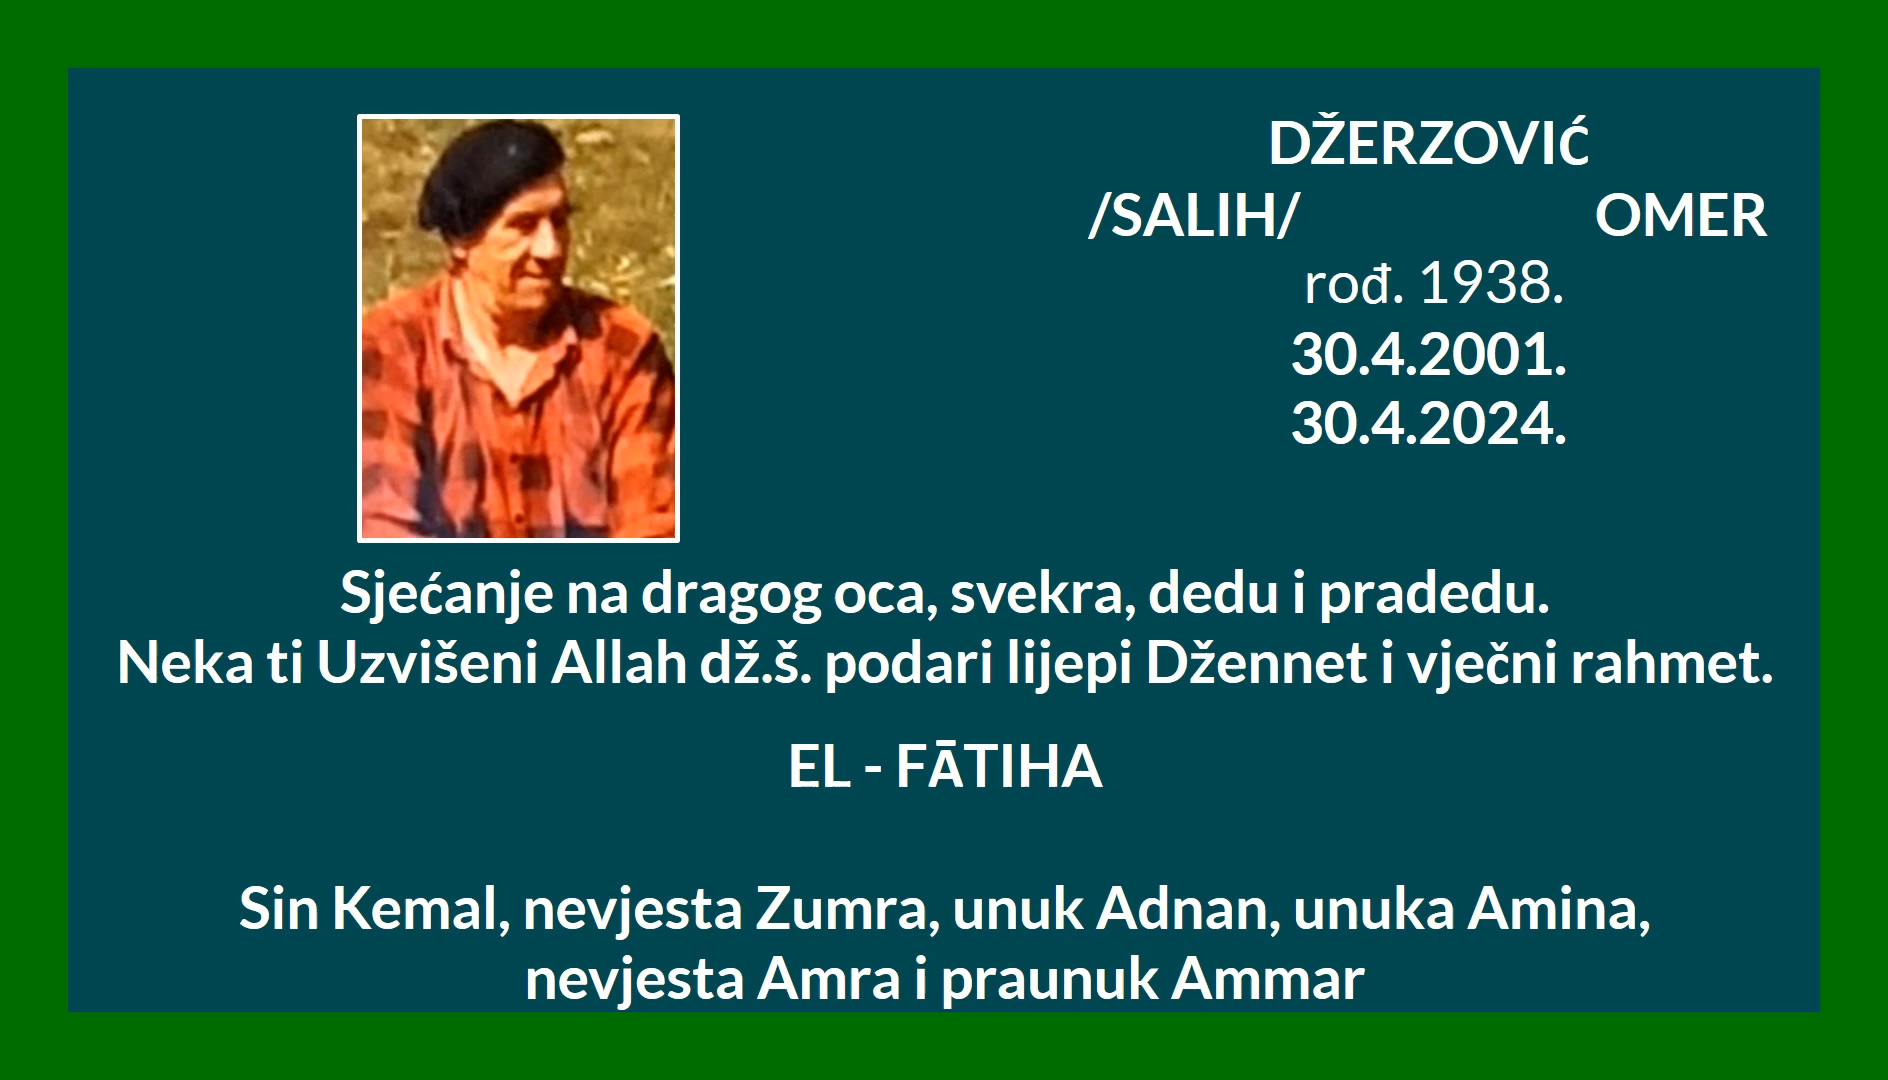 DŽERZOVIĆ
/SALIH/ OMER
rođ. 1938.
30.4.2001.
30.4.2024.
Sjećanje na dragog oca, svekra, dedu i pradedu.
Neka ti Uzvišeni Allah dž.š. podari lijepi Džennet i vječni rahmet.
EL - FĀTIHA
Sin Kemal, nevjesta Zumra, unuk Adnan, unuka Amina,
nevjesta Amra i praunuk Ammar